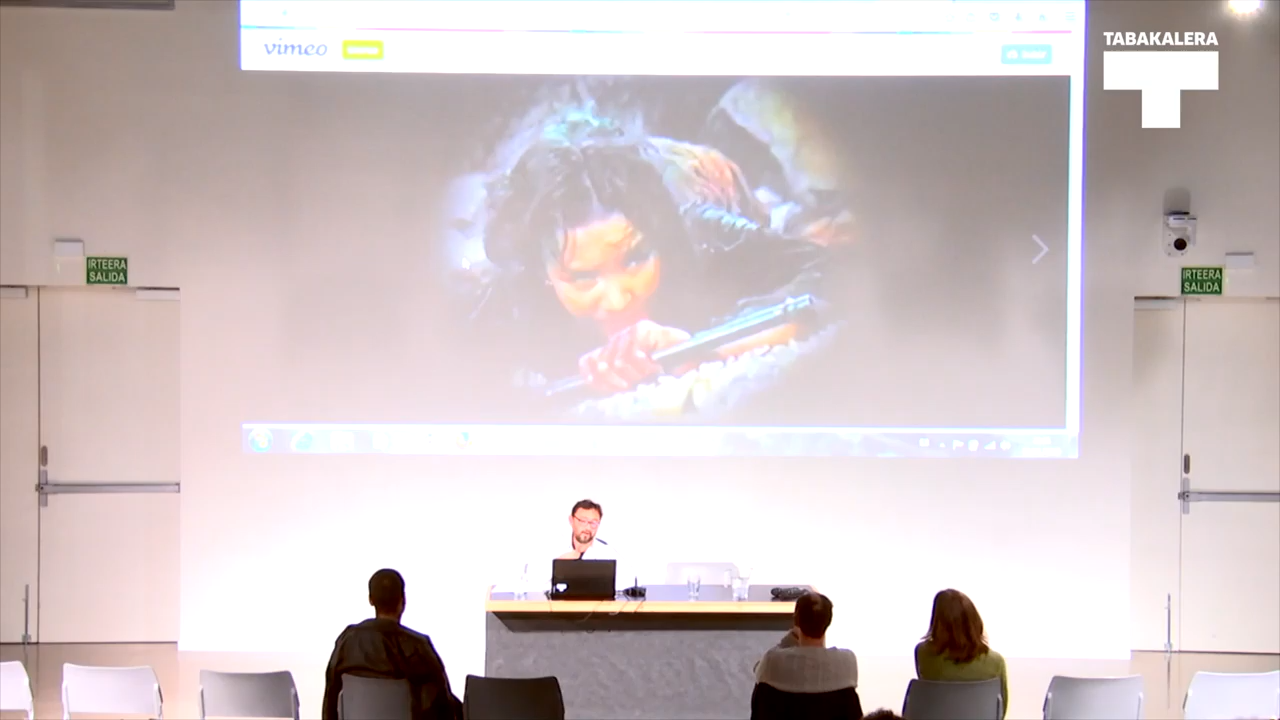 vimeo
TABAKALERA
IRTEERA
SALIDA
IRTEERA
SALIDA